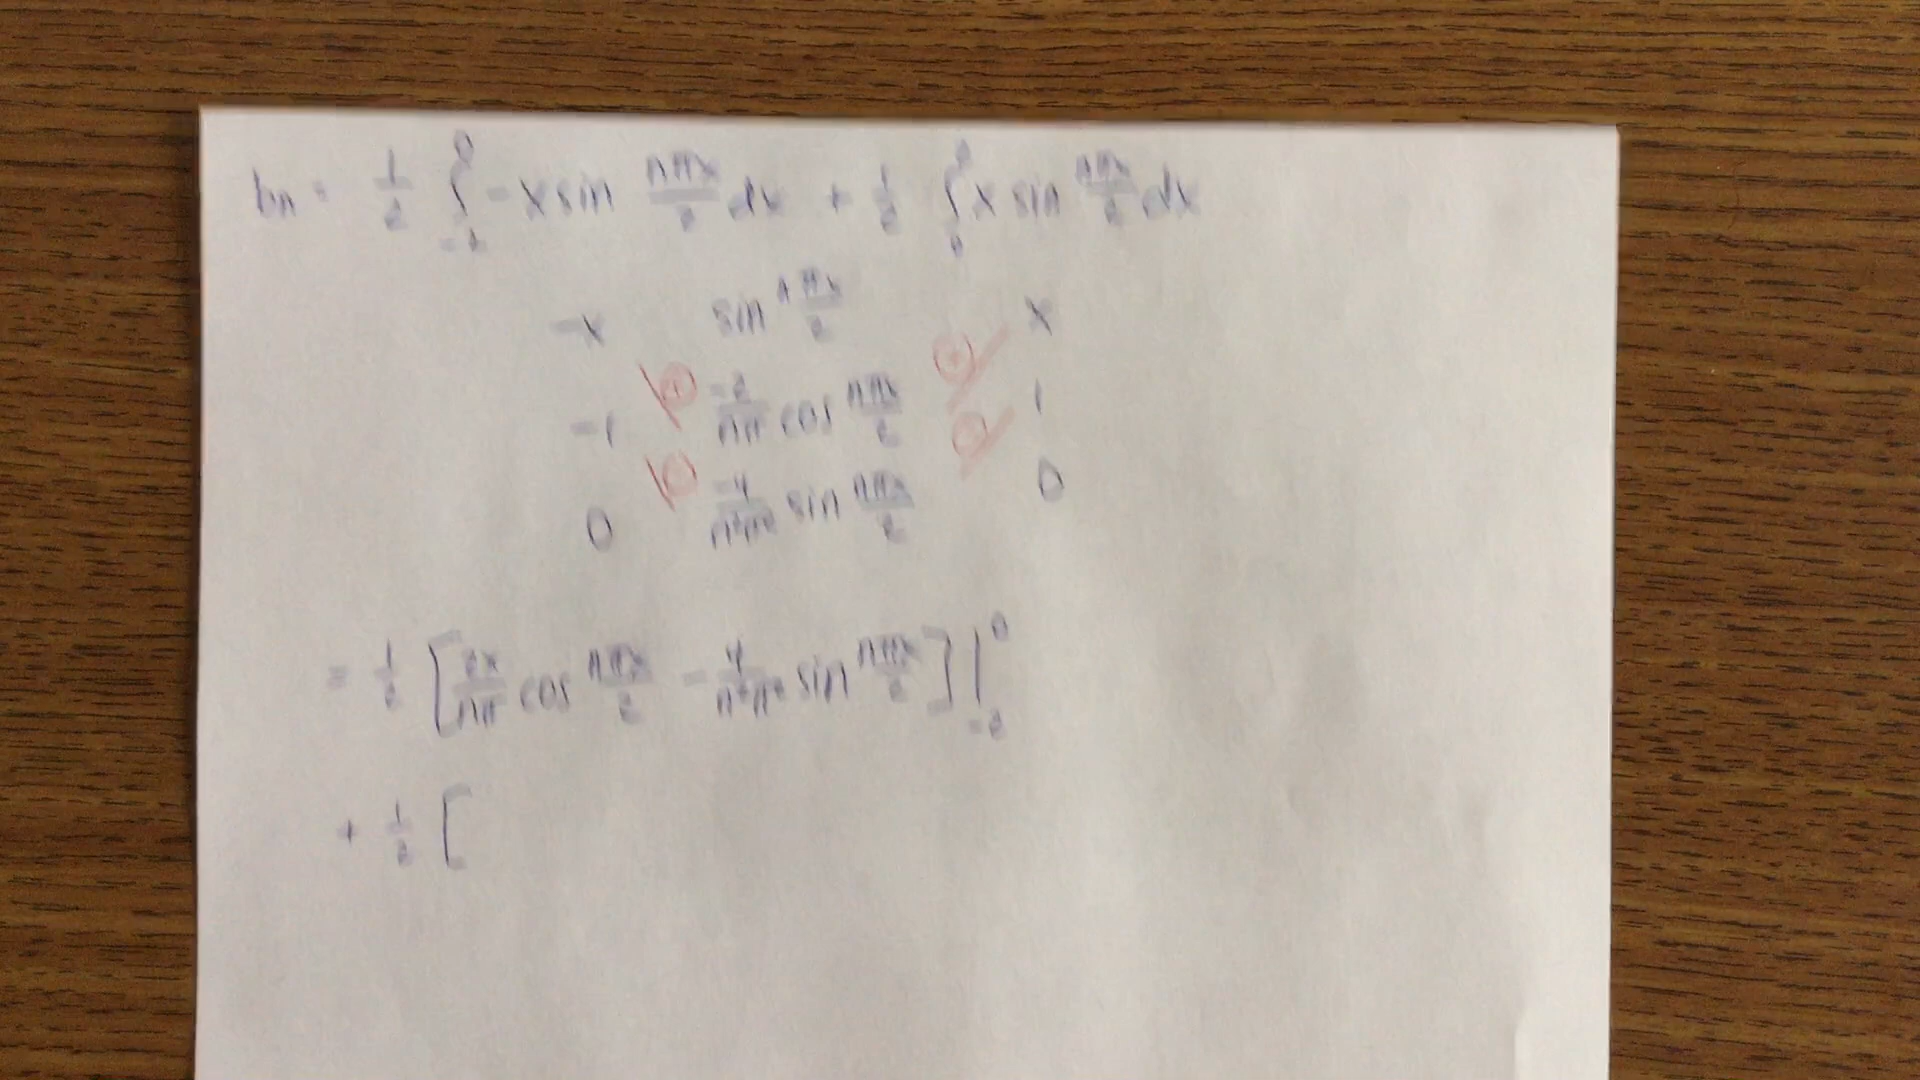 bn = 1/2 ∫_{-2}^{0} -x sin nπx/2 dx + 1/2 ∫_{0}^{2} x sin nπx/2 dx
-x sin nπx/2 x
-1 (+) -2/nπ cos nπx/2 (+) 1
0 (-) -4/n²π² sin nπx/2 (-) 0
= 1/2 [2x/nπ cos nπx/2 - 4/n²π² sin nπx/2] |_{-2}^{0}
+ 1/2 [